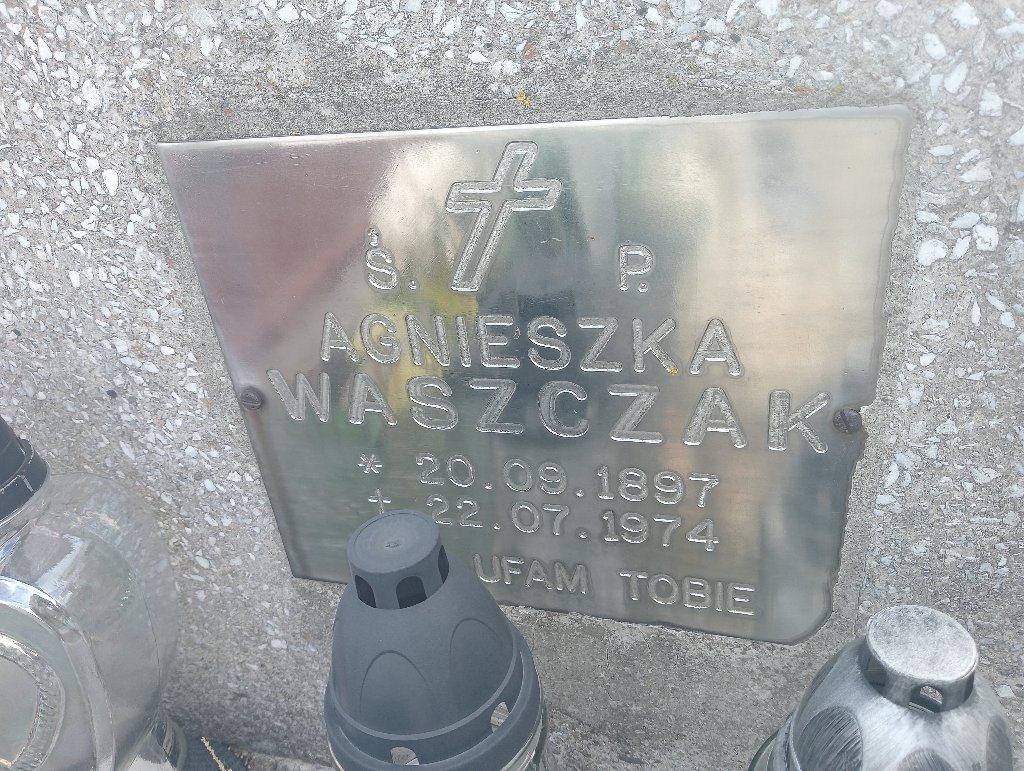 Ś. P.
AGNIESZKA
WASZCZAK
* 20.09.1897
† 22.07.1974
UFAM TOBIE